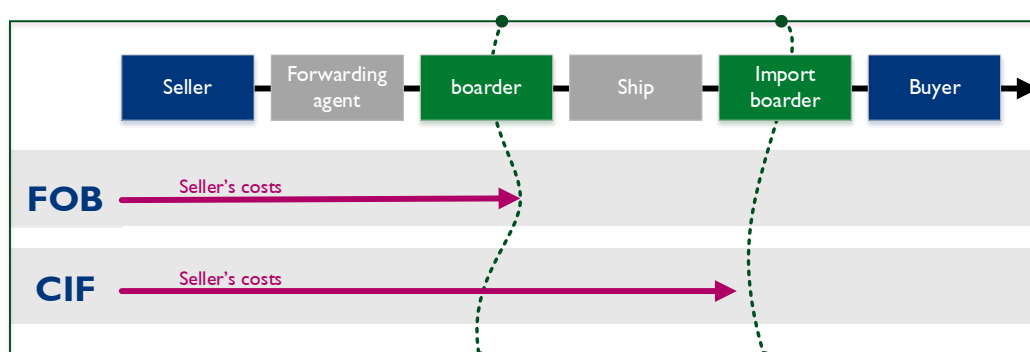 Seller
Forwarding
agent
boarder
Ship
Import
boarder
Buyer
FOB
Seller's costs
CIF
Seller's costs